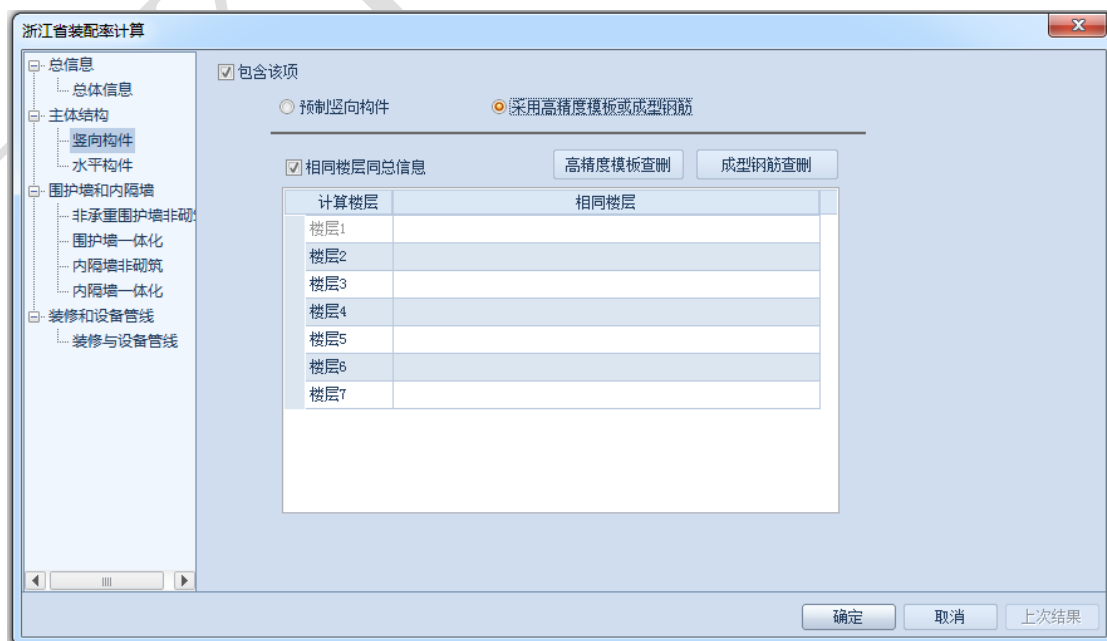 浙江省装配率计算
总信息
总体信息
主体结构
竖向构件
水平构件
围护墙和内隔墙
非承重围护墙非砌
围护墙一体化
内隔墙非砌筑
内隔墙一体化
装修和设备管线
装修与设备管线
包含该项
预制竖向构件 采用高精度模板或成型钢筋
相同楼层同总信息 高精度模板查删 成型钢筋查删
计算楼层 相同楼层
楼层1
楼层2
楼层3
楼层4
楼层5
楼层6
楼层7
确定 取消 上次结果